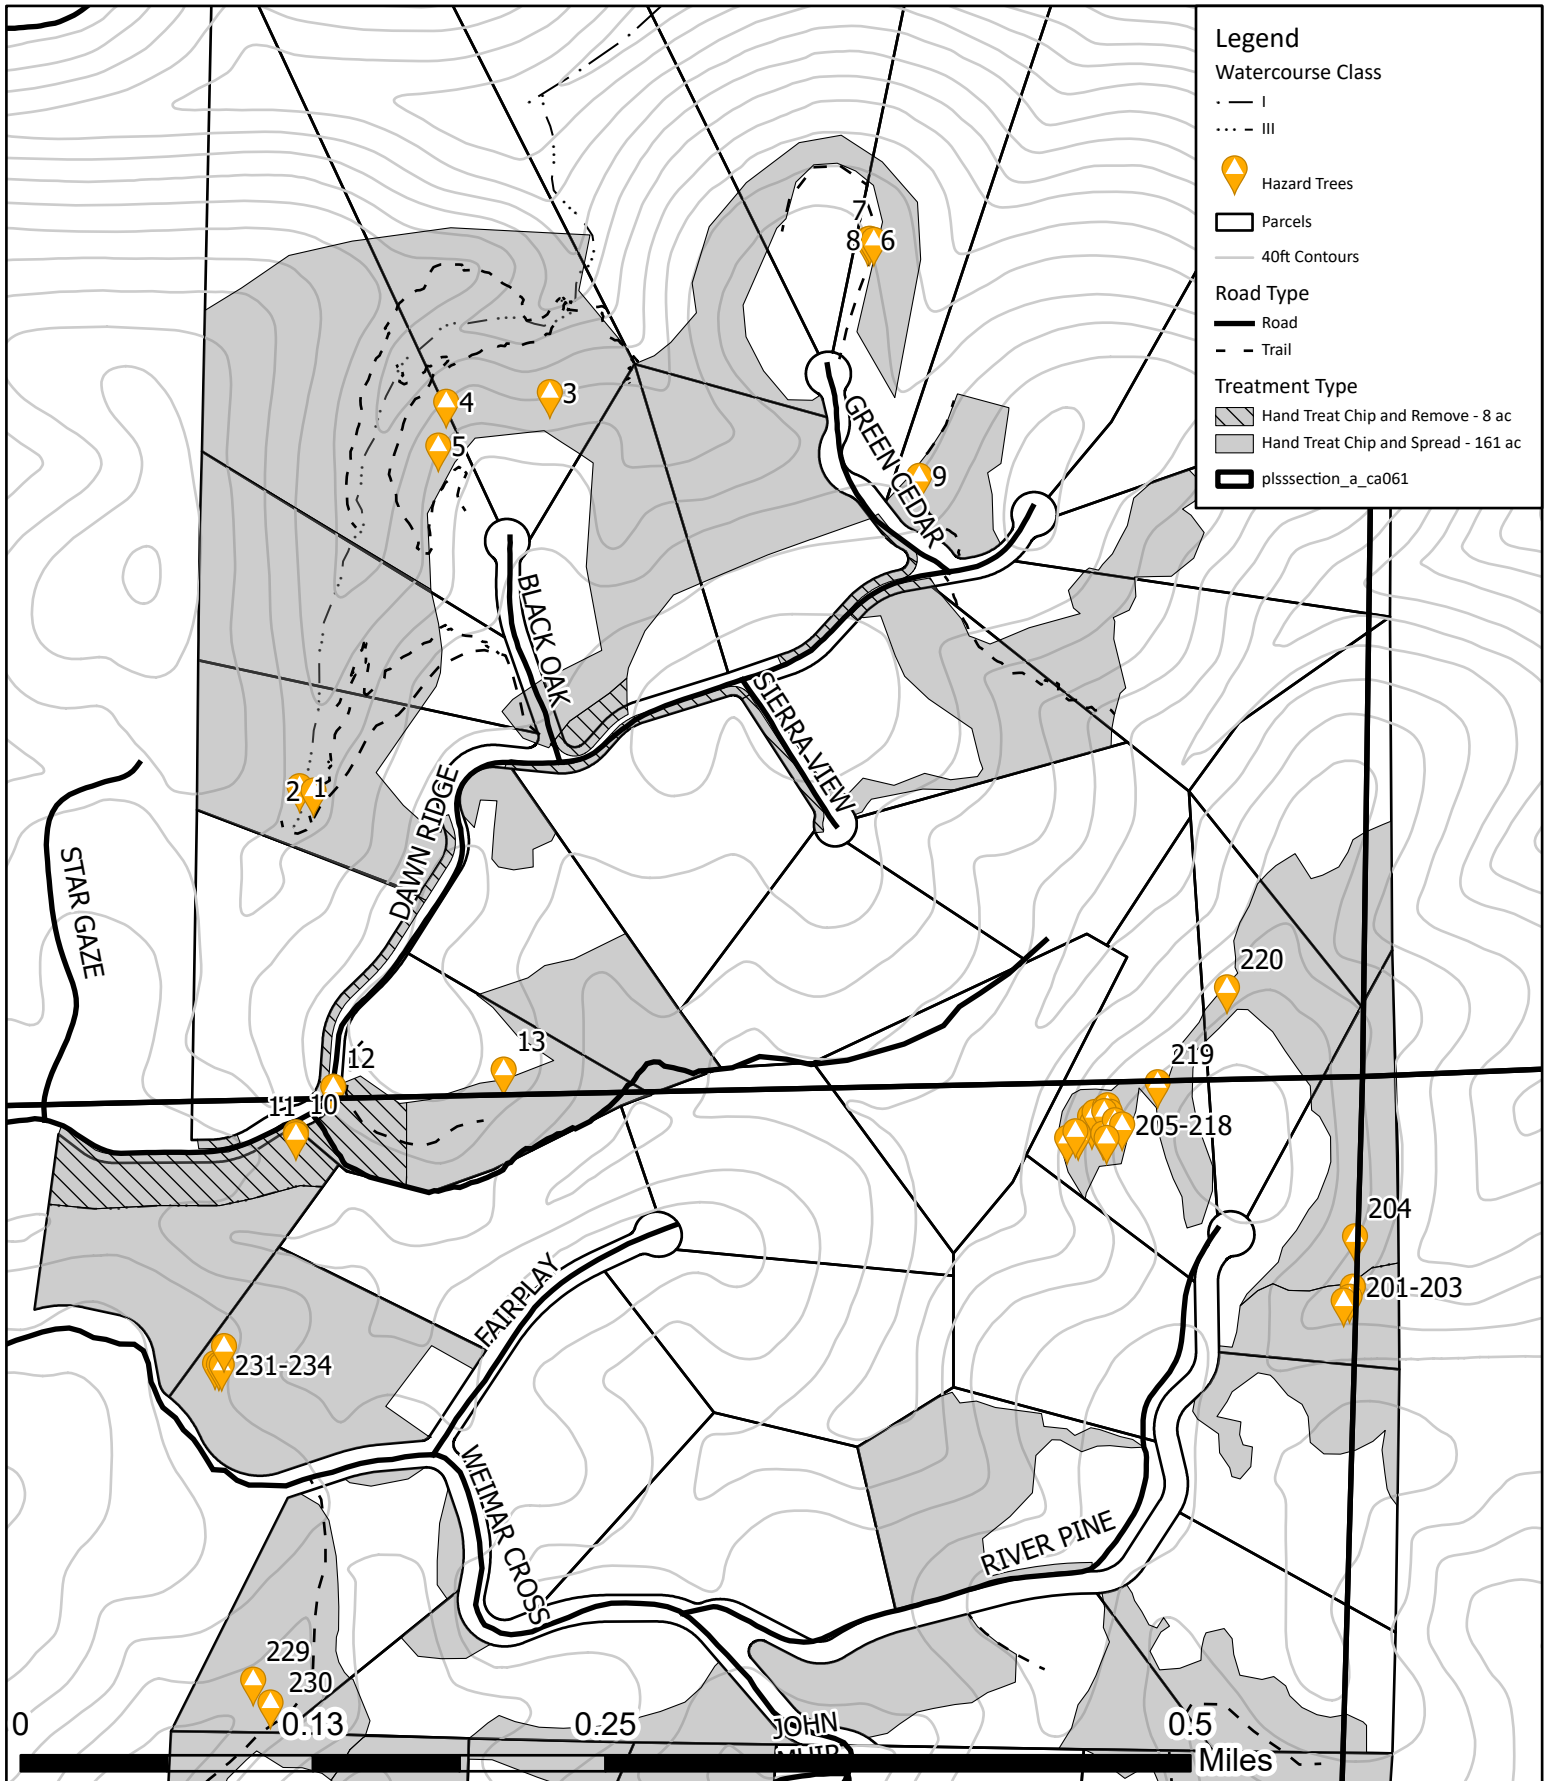 Legend
Watercourse Class
I
III
Hazard Trees
Parcels
40ft Contours
Road Type
Road
Trail
Treatment Type
Hand Treat Chip and Remove - 8 ac
Hand Treat Chip and Spread - 161 ac
plsssection_a_ca061
7
8
6
3
4
5
9
GREEN CEDAR
BLACK OAK
SIERRA VIEW
2
1
DAWN RIDGE
STAR GAZE
220
13
12
219
11
10
205-218
204
201-203
FAIRPLAY
231-234
WEIMAR CROSS
RIVER PINE
229
230
JOHN
MUIR
0
0.13
0.25
0.5
Miles